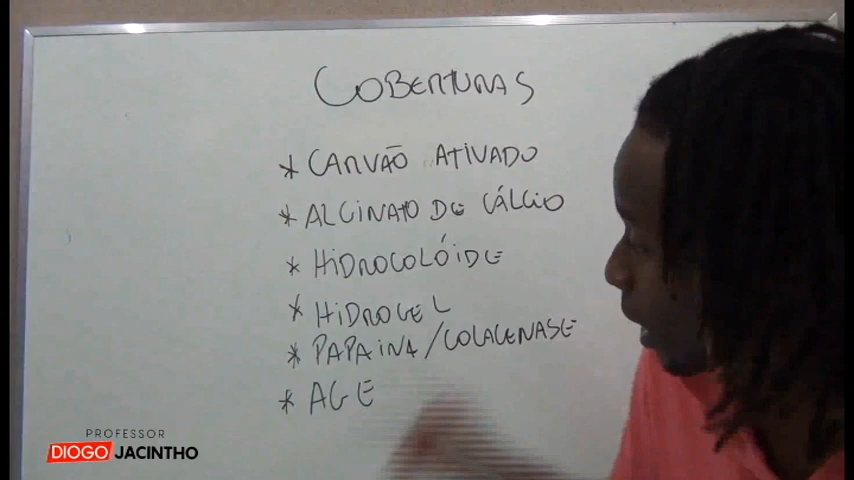 COBERTURAS
* CARVÃO ATIVADO
* ALGINATO DE CÁLCIO
* HIDROCOLÓIDE
* HIDROGEL
* PAPAINA/COLAGENASE
* AGE
PROFESSOR
DIOGO JACINTHO